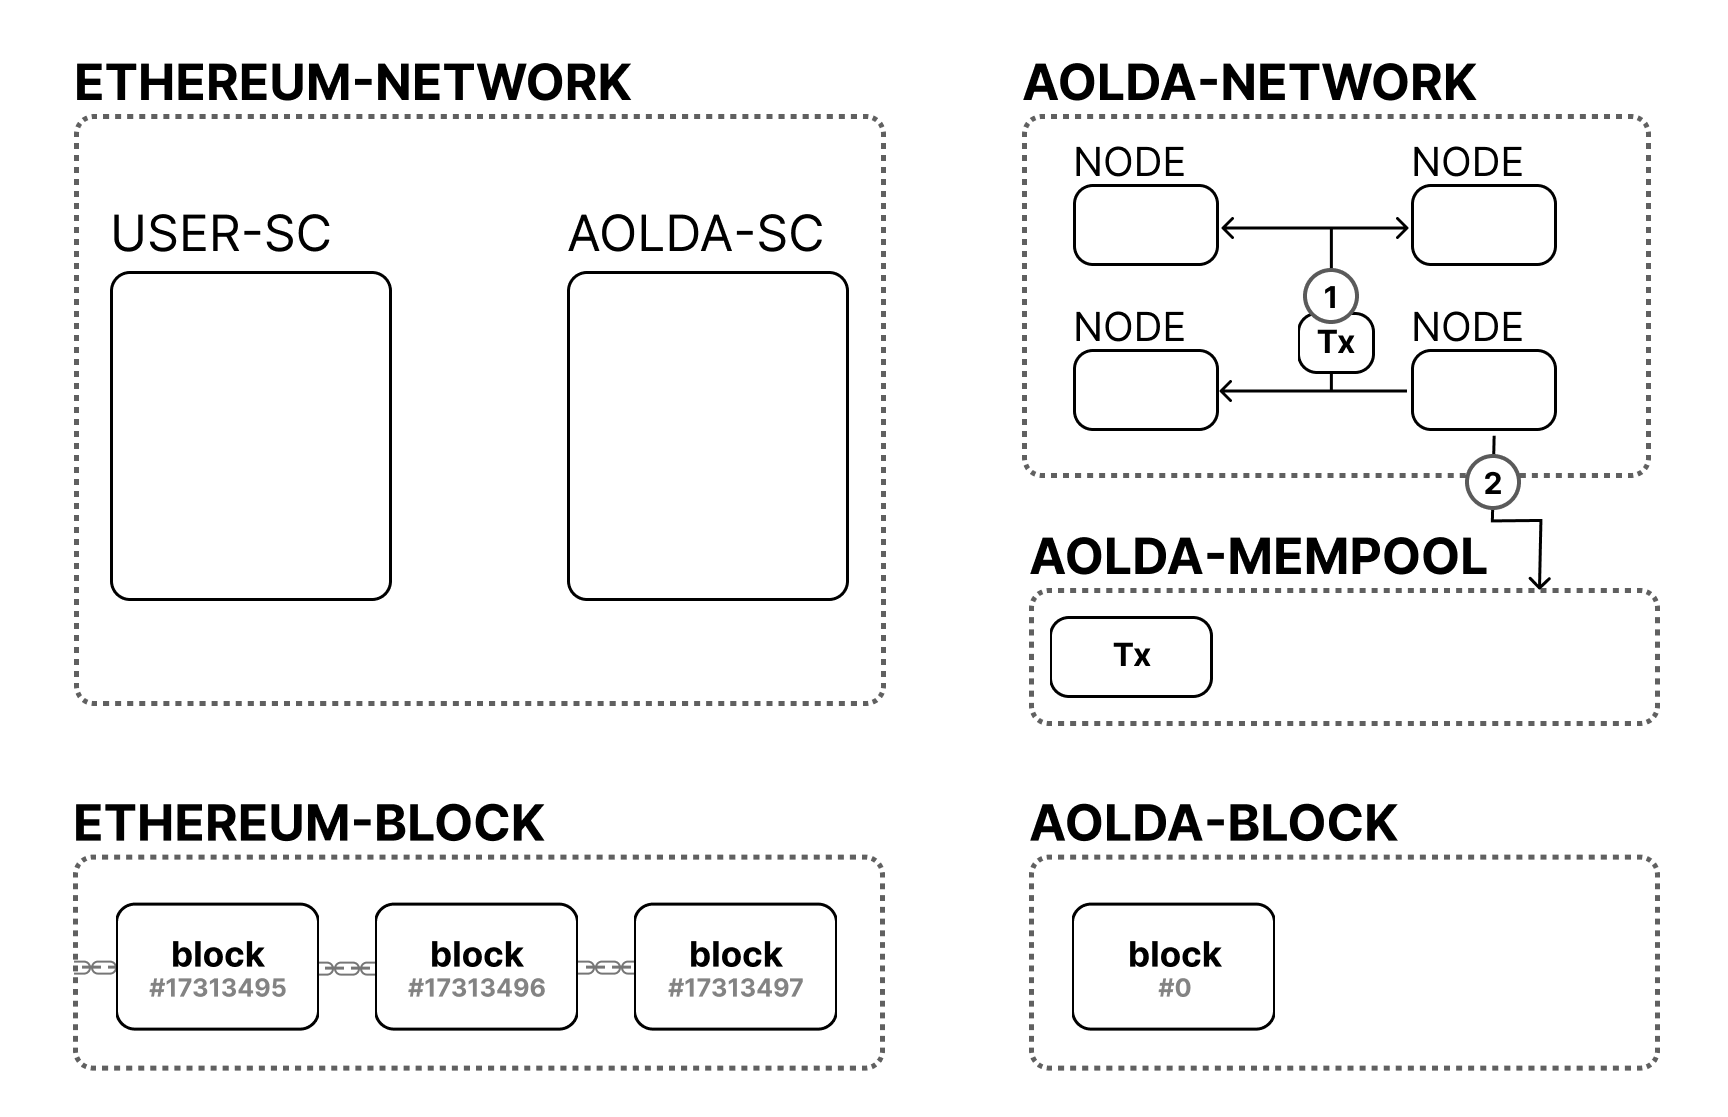 ETHEREUM-NETWORK
USER-SC
AOLDA-SC
AOLDA-NETWORK
NODE
NODE
1
Tx
NODE
NODE
2
AOLDA-MEMPOOL
Tx
ETHEREUM-BLOCK
block
#17313495
block
#17313496
block
#17313497
AOLDA-BLOCK
block
#0